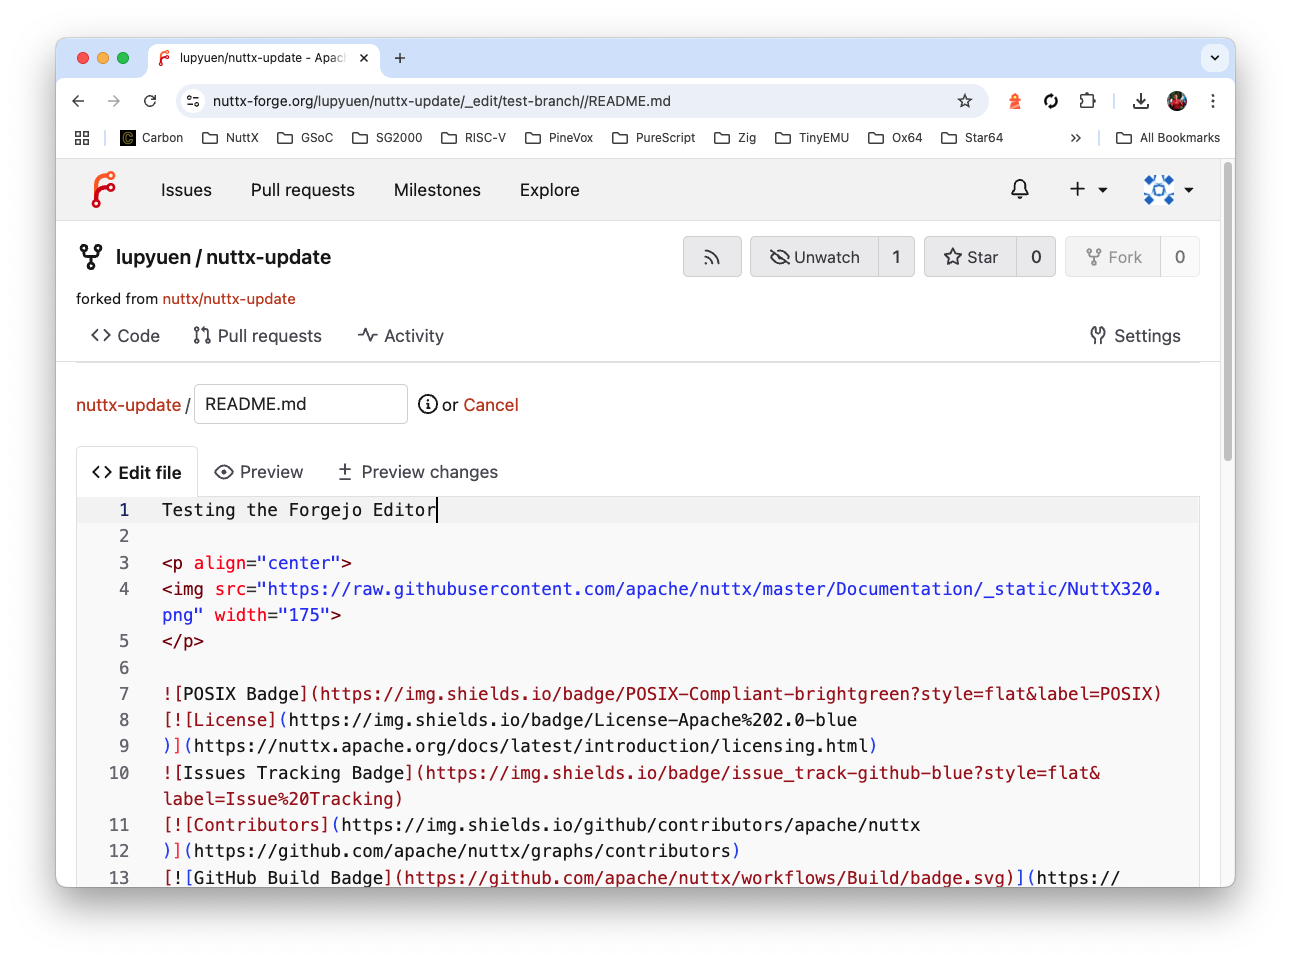 lupyuen/nuttx-update - Apac
nuttx-forge.org/lupyuen/nuttx-update/_edit/test-branch//README.md
Carbon NuttX GSoC SG2000 RISC-V PineVox PureScript Zig TinyEMU Ox64 Star64 » All Bookmarks
Issues Pull requests Milestones Explore
lupyuen / nuttx-update
Unwatch 1 Star 0 Fork 0
forked from nuttx/nuttx-update
Code Pull requests Activity Settings
nuttx-update / README.md or Cancel
Edit file Preview Preview changes
1 Testing the Forgejo Editor
2
3 <p align="center">
4 <img src="https://raw.githubusercontent.com/apache/nuttx/master/Documentation/_static/NuttX320.
png" width="175">
5 </p>
6
7 ![POSIX Badge](https://img.shields.io/badge/POSIX-Compliant-brightgreen?style=flat&label=POSIX)
8 [![License](https://img.shields.io/badge/License-Apache%202.0-blue
9 )](https://nuttx.apache.org/docs/latest/introduction/licensing.html)
10 ![Issues Tracking Badge](https://img.shields.io/badge/issue_track-github-blue?style=flat&
label=Issue%20Tracking)
11 [![Contributors](https://img.shields.io/github/contributors/apache/nuttx
12 )](https://github.com/apache/nuttx/graphs/contributors)
13 [![GitHub Build Badge](https://github.com/apache/nuttx/workflows/Build/badge.svg)](https://